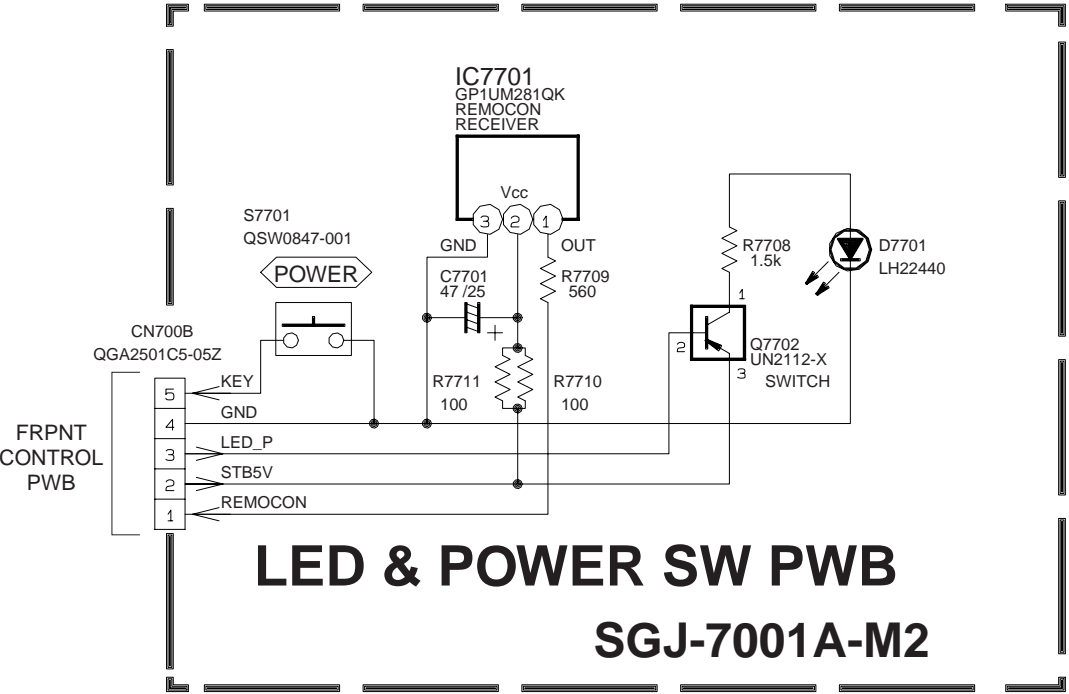 IC7701
GP1UM281QK
REMOCON
RECEIVER
Vcc
3 2 1
GND
OUT
S7701
QSW0847-001
POWER
C7701
47 /25
+
R7709
560
R7708
1.5k
D7701
LH22440
1
2
3
Q7702
UN2112-X
SWITCH
CN700B
QGA2501C5-05Z
R7711
100
R7710
100
FRPNT
CONTROL
PWB
5 KEY
4 GND
3 LED_P
2 STB5V
1 REMOCON
LED & POWER SW PWB
SGJ-7001A-M2